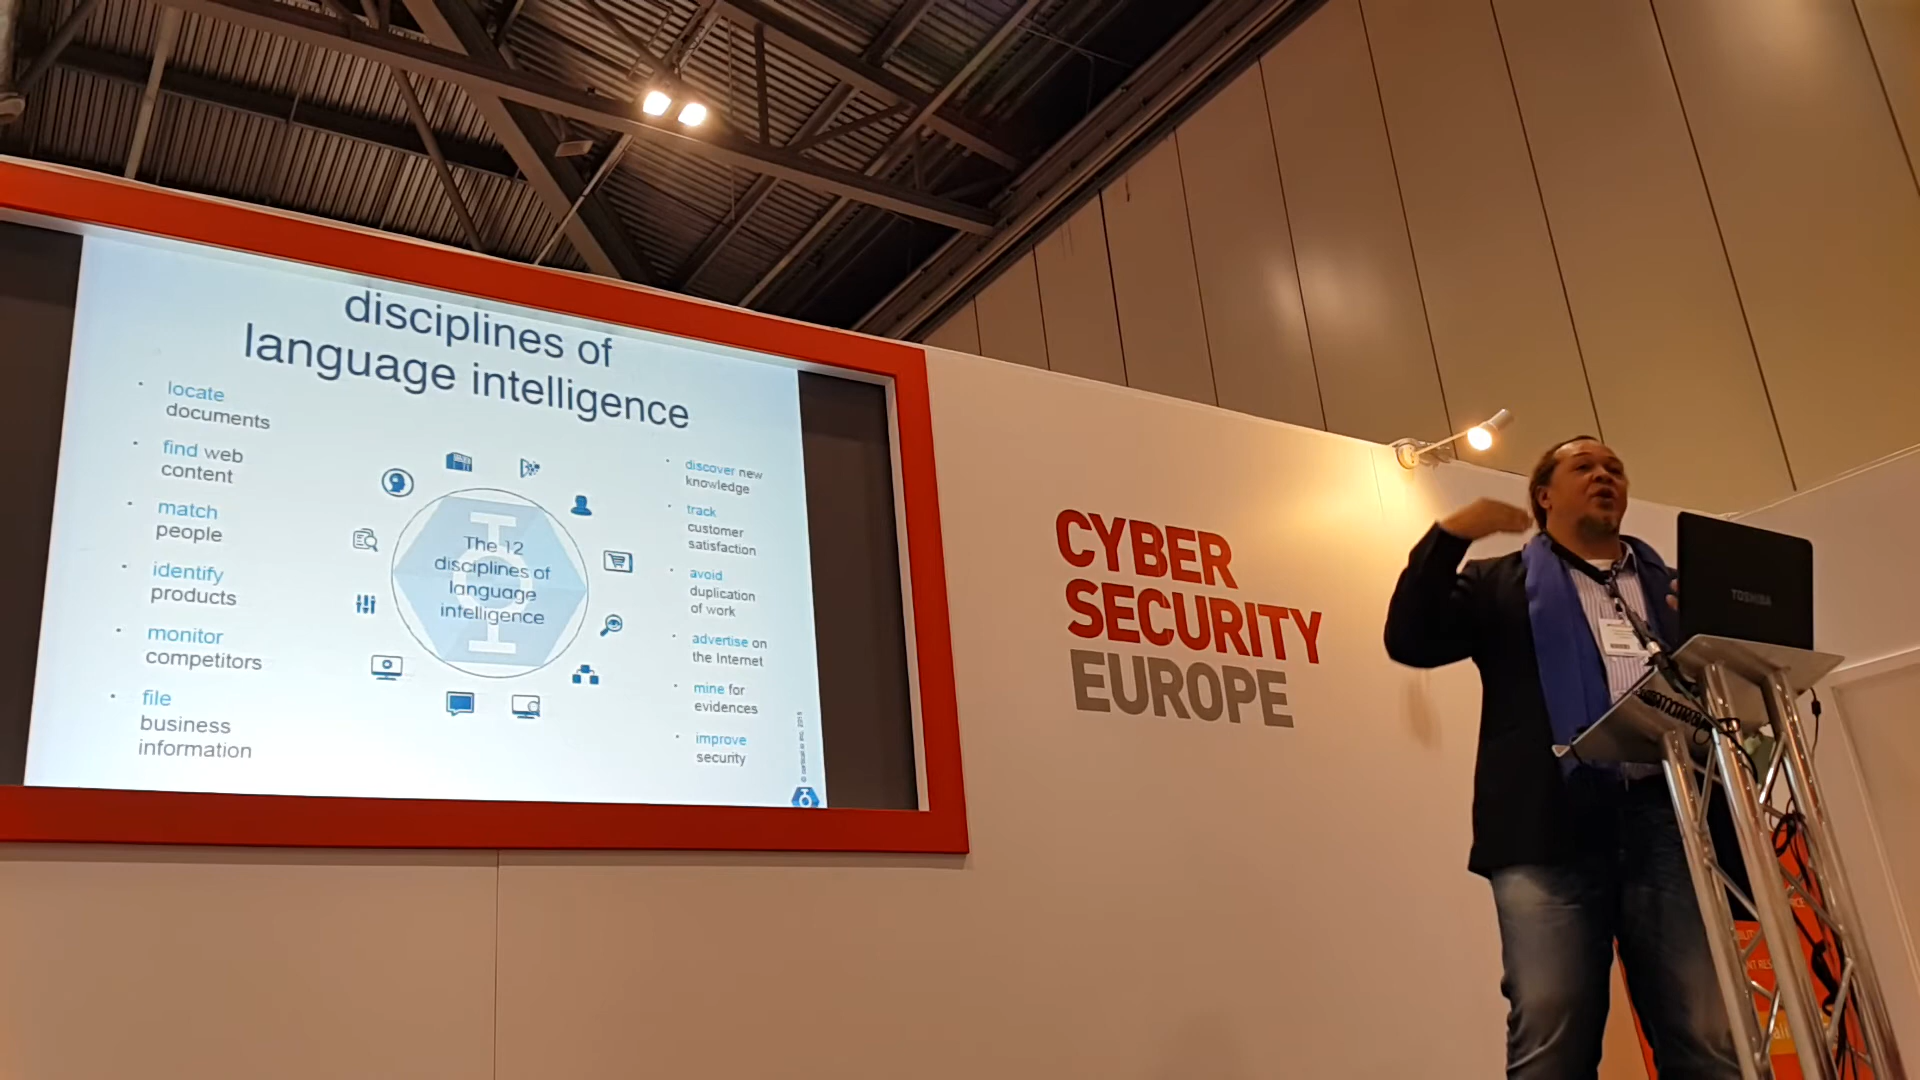 disciplines of
language intelligence
locate
documents
find web
content
match
people
identify
products
monitor
competitors
file
business
information
The 12
disciplines of
language
intelligence
discover new
knowledge
track
customer
satisfaction
avoid
duplication
of work
advertise on
the Internet
mine for
evidences
improve
security
CYBER
SECURITY
EUROPE
TOSHIBA